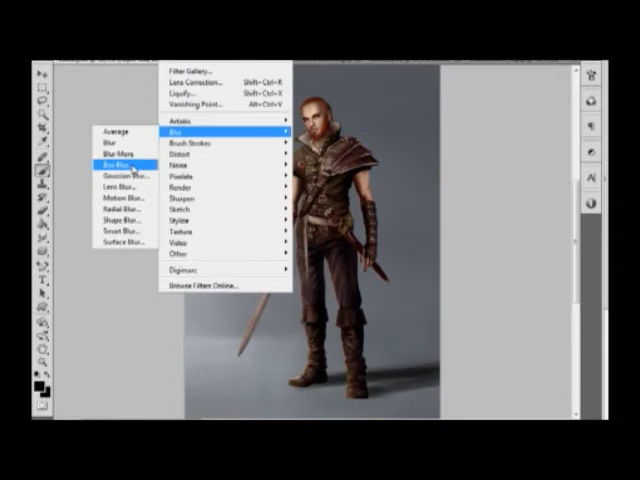 Filter Gallery...
Lens Correction... Shift+Ctrl+R
Liquify... Shift+Ctrl+X
Vanishing Point... Alt+Ctrl+V
Artistic
Blur
Brush Strokes
Distort
Noise
Pixelate
Render
Sharpen
Sketch
Stylize
Texture
Video
Other
Digimarc
Browse Filters Online...
Average
Blur
Blur More
Box Blur...
Gaussian Blur...
Lens Blur...
Motion Blur...
Radial Blur...
Shape Blur...
Smart Blur...
Surface Blur...